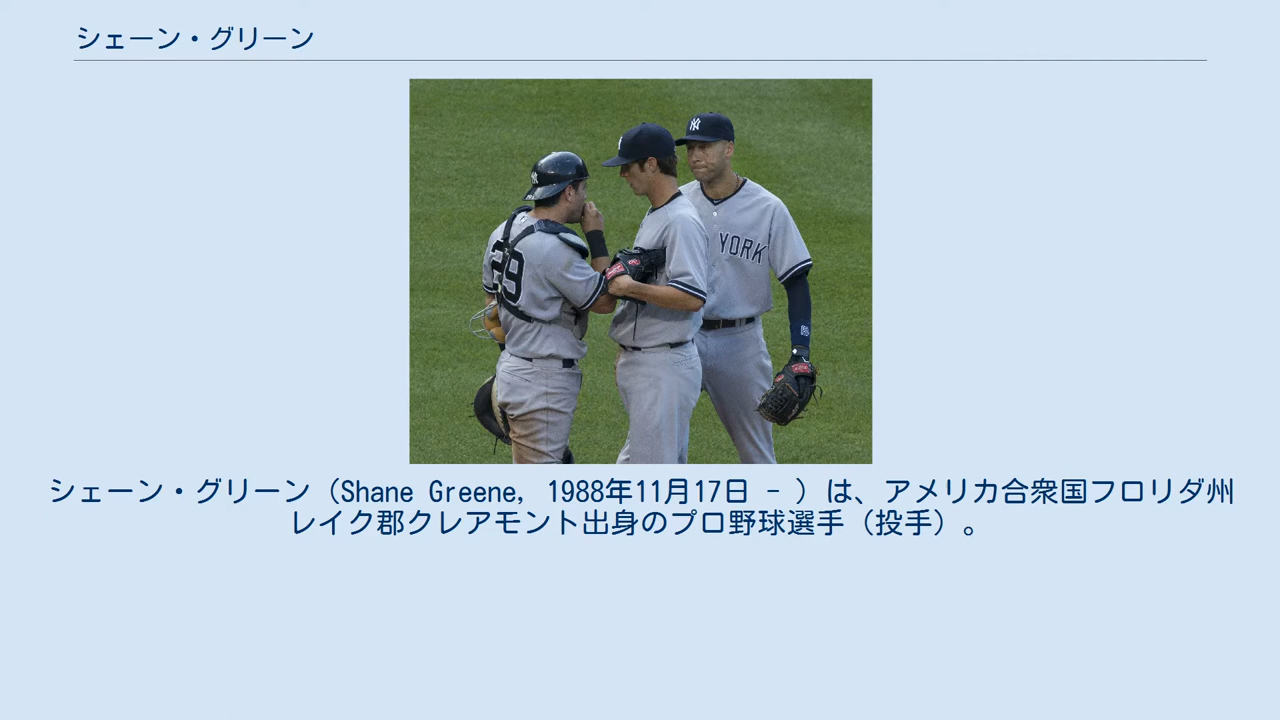 シェーン・グリーン
29
YORK
シェーン・グリーン（Shane Greene, 1988年11月17日 - ）は、アメリカ合衆国フロリダ州
レイク郡クレアモント出身のプロ野球選手（投手）。